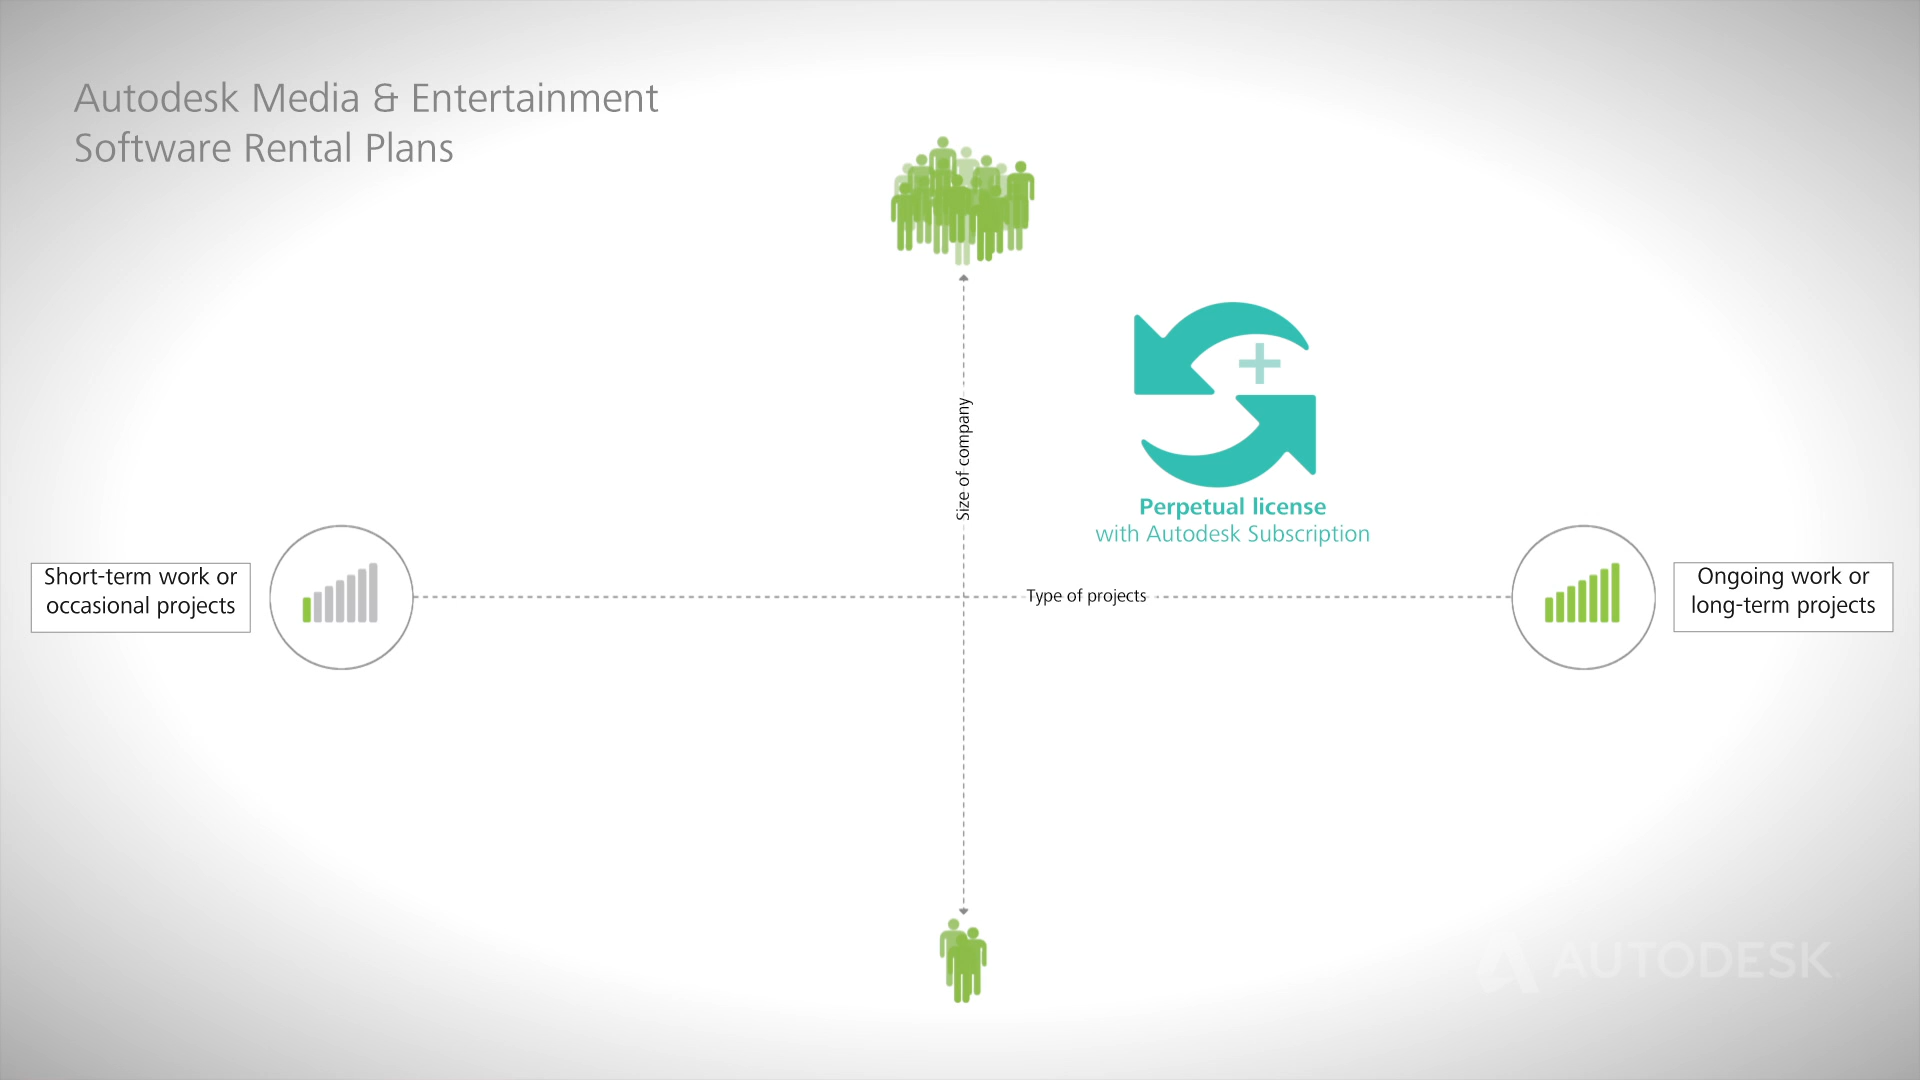 Autodesk Media & Entertainment
Software Rental Plans
Size of company
Perpetual license
with Autodesk Subscription
Short-term work or
occasional projects
Type of projects
Ongoing work or
long-term projects
AUTODESK